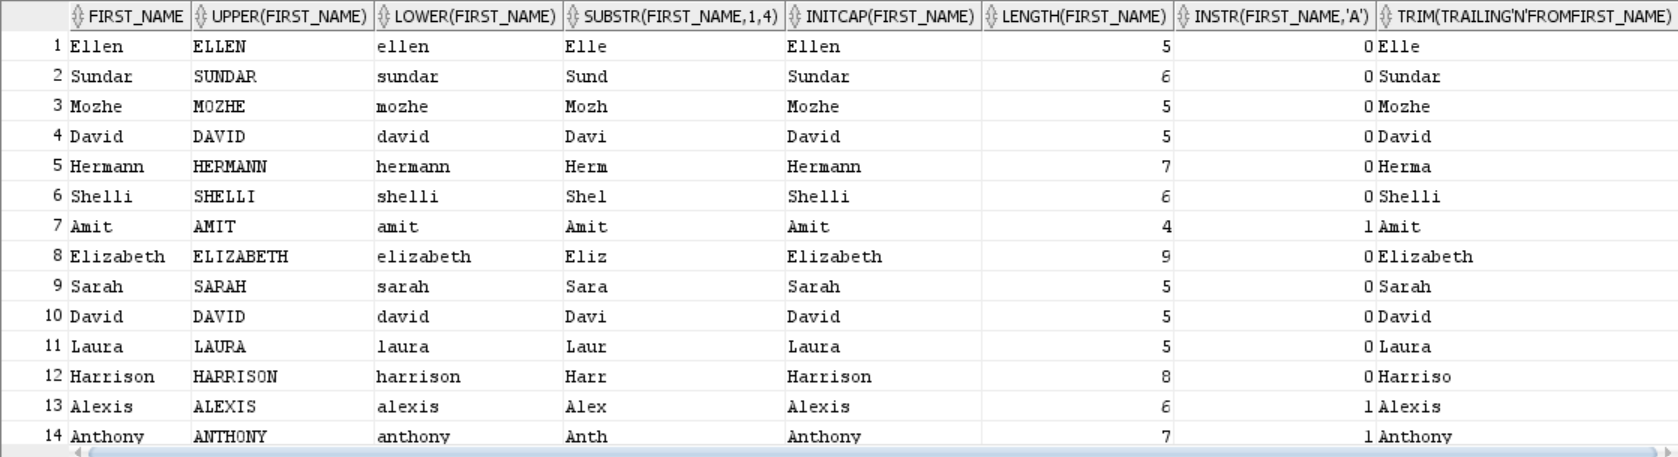 FIRST_NAME UPPER(FIRST_NAME) LOWER(FIRST_NAME) SUBSTR(FIRST_NAME,1,4) INITCAP(FIRST_NAME) LENGTH(FIRST_NAME) INSTR(FIRST_NAME,'A') TRIM(TRAILING'N'FROMFIRST_NAME)
1 Ellen ELLEN ellen Elle Ellen 5 0 Elle
2 Sundar SUNDAR sundar Sund Sundar 6 0 Sundar
3 Mozhe MOZHE mozhe Mozh Mozhe 5 0 Mozhe
4 David DAVID david Davi David 5 0 David
5 Hermann HERMANN hermann Herm Hermann 7 0 Herma
6 Shelli SHELLI shelli Shel Shelli 6 0 Shelli
7 Amit AMIT amit Amit Amit 4 1 Amit
8 Elizabeth ELIZABETH elizabeth Eliz Elizabeth 9 0 Elizabeth
9 Sarah SARAH sarah Sara Sarah 5 0 Sarah
10 David DAVID david Davi David 5 0 David
11 Laura LAURA laura Laur Laura 5 0 Laura
12 Harrison HARRISON harrison Harr Harrison 8 0 Harriso
13 Alexis ALEXIS alexis Alex Alexis 6 1 Alexis
14 Anthony ANTHONY anthony Anth Anthony 7 1 Anthony